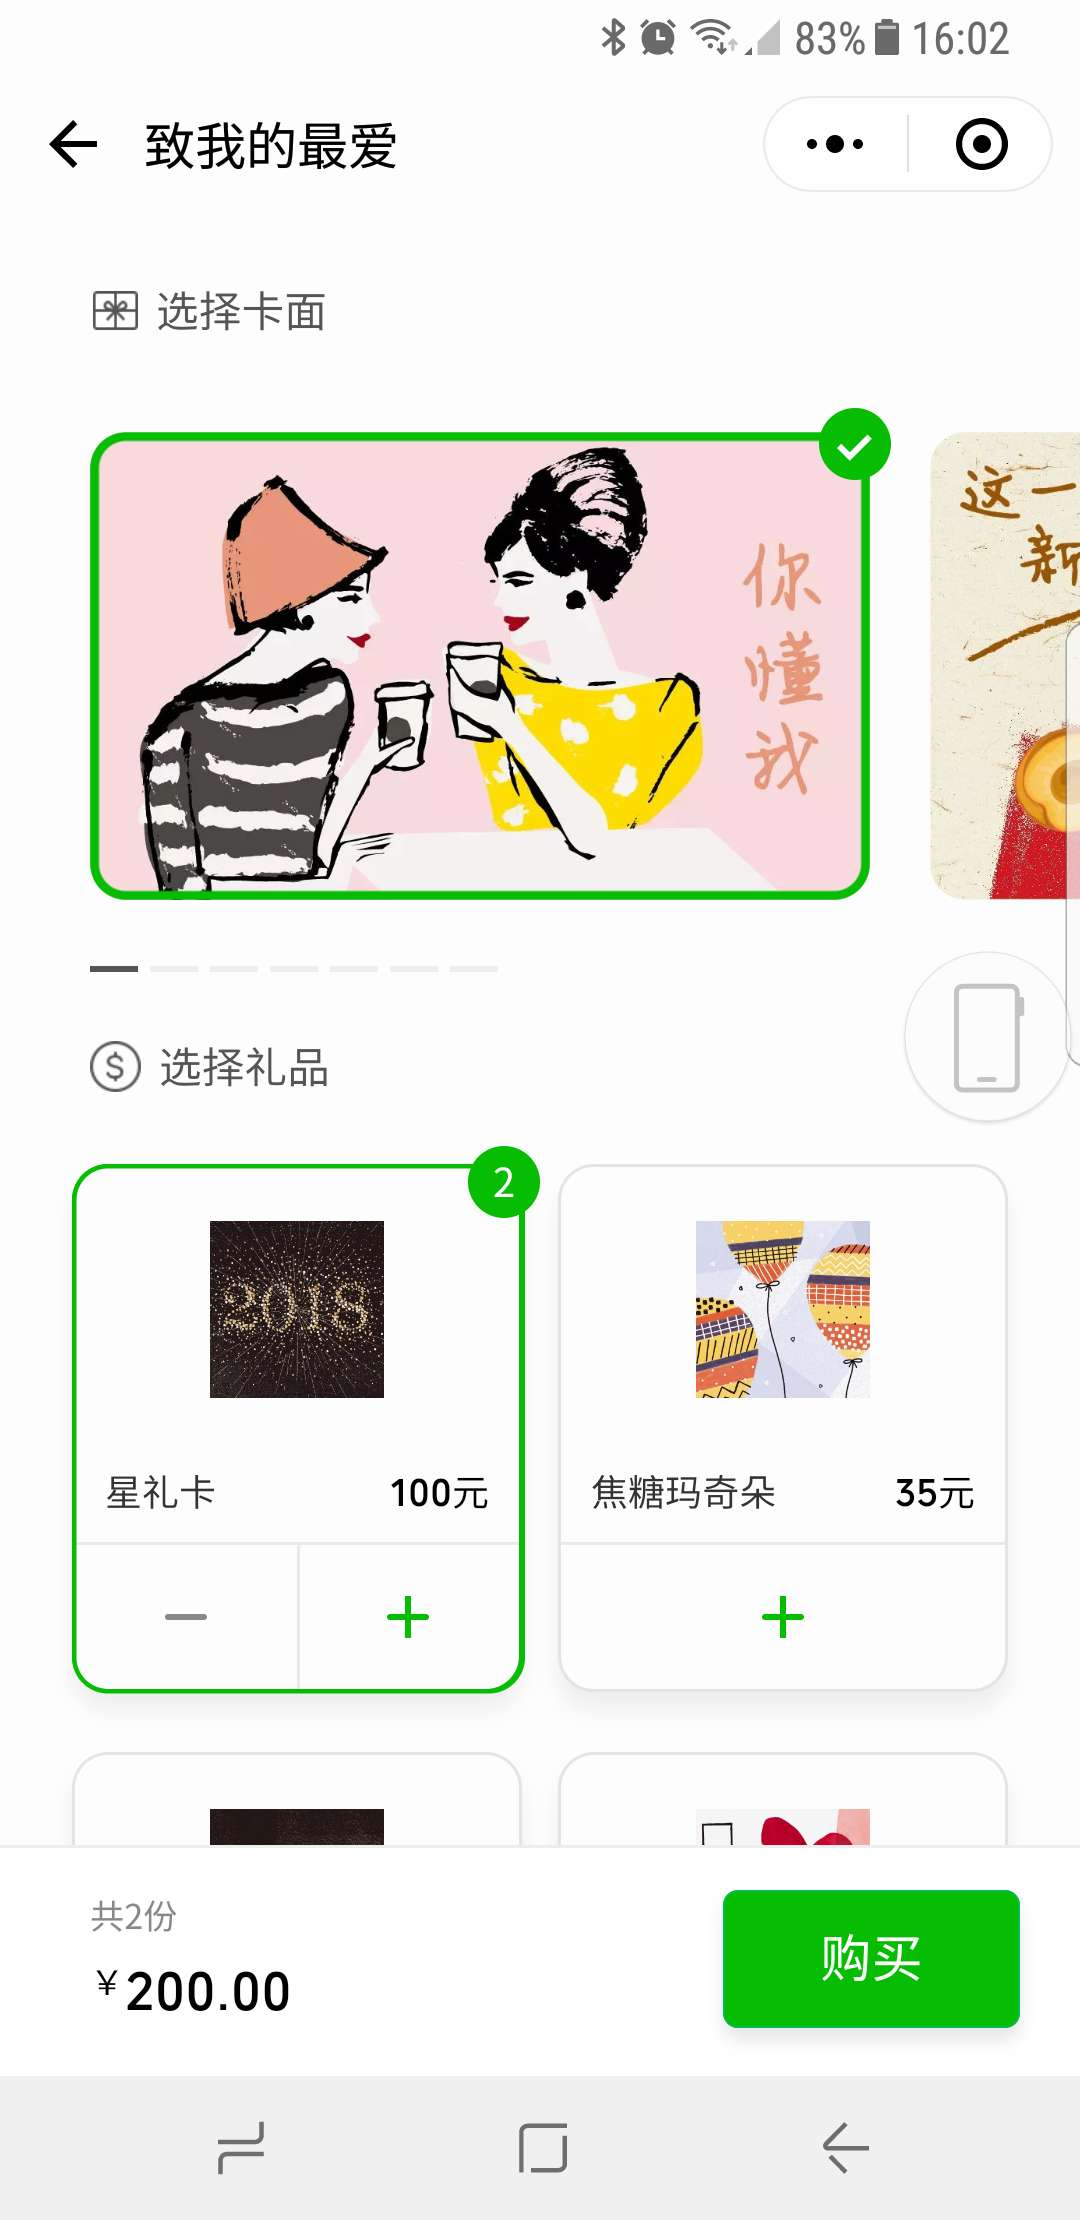 83% 16:02
致我的最爱
选择卡面
你懂我
这一
新
选择礼品
2
2018
星礼卡 100元
焦糖玛奇朵 35元
共2份
¥200.00
购买